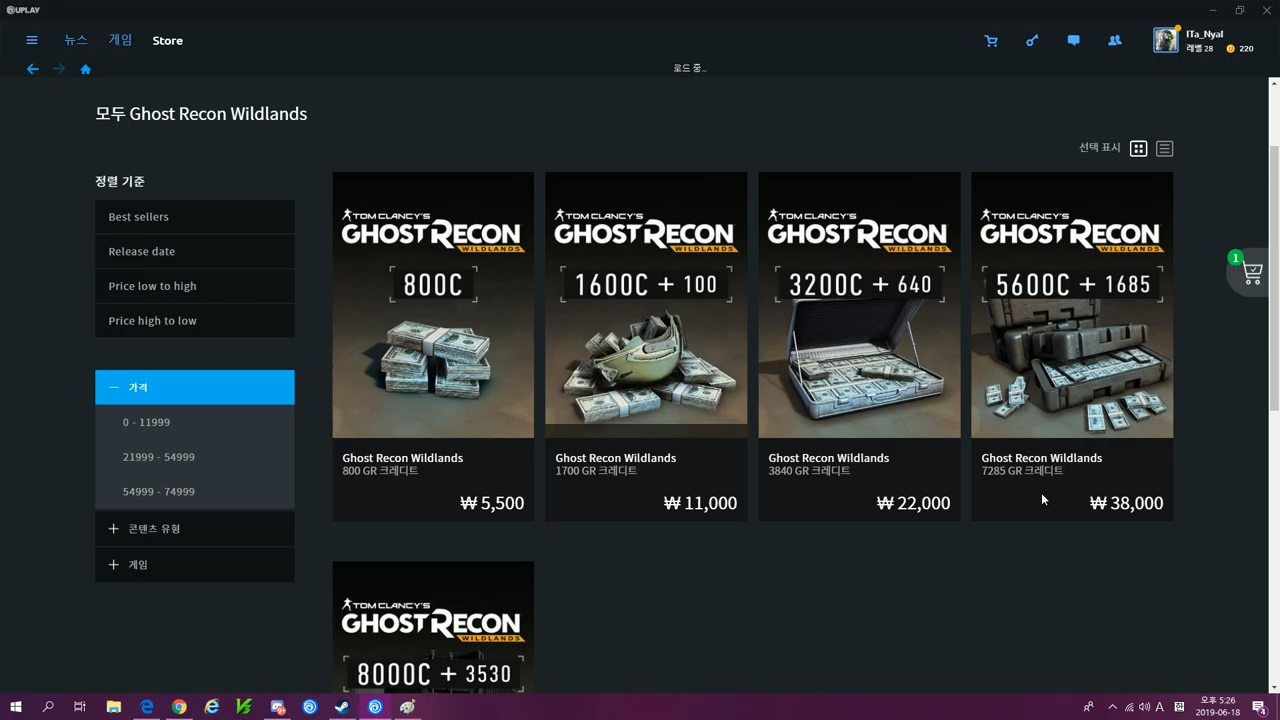 UPLAY
뉴스 게임 Store
ITa_Nyal
레벨 28 220
로드 중...
모두 Ghost Recon Wildlands
선택 표시
정렬 기준
Best sellers
Release date
Price low to high
Price high to low
가격
0 - 11999
21999 - 54999
54999 - 74999
콘텐츠 유형
게임
TOM CLANCY'S
GHOST RECON
WILDLANDS
800C
Ghost Recon Wildlands
800 GR 크레디트
₩ 5,500
TOM CLANCY'S
GHOST RECON
WILDLANDS
1600C + 100
Ghost Recon Wildlands
1700 GR 크레디트
₩ 11,000
TOM CLANCY'S
GHOST RECON
WILDLANDS
3200C + 640
Ghost Recon Wildlands
3840 GR 크레디트
₩ 22,000
TOM CLANCY'S
GHOST RECON
WILDLANDS
5600C + 1685
Ghost Recon Wildlands
7285 GR 크레디트
₩ 38,000
1
TOM CLANCY'S
GHOST RECON
WILDLANDS
8000C + 3530
A 한
오후 5:26
2019-06-18
4